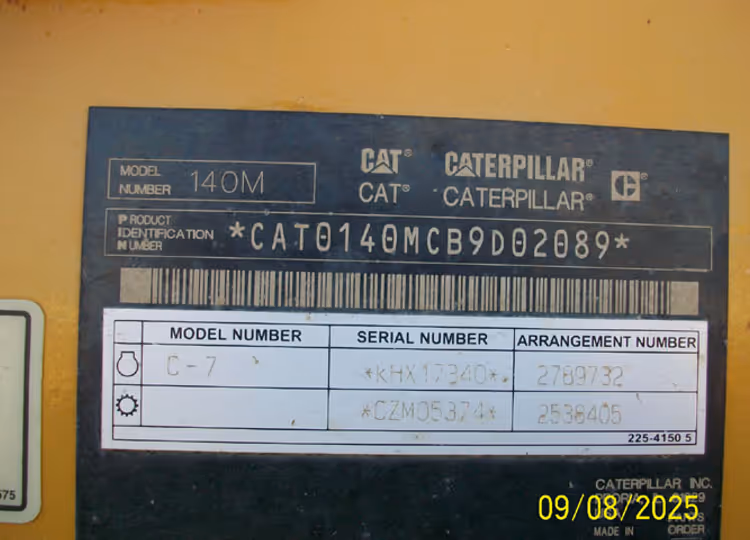 CAT® CATERPILLAR®
MODEL NUMBER 140M
CAT® CATERPILLAR®
PRODUCT IDENTIFICATION NUMBER *CAT0140MCB9D02089*
MODEL NUMBER SERIAL NUMBER ARRANGEMENT NUMBER
C-7 *KHX17340* 2789732
*CZM05374* 2538405
225-4150 5
575
CATERPILLAR INC.
09/08/2025
MADE IN ORDER